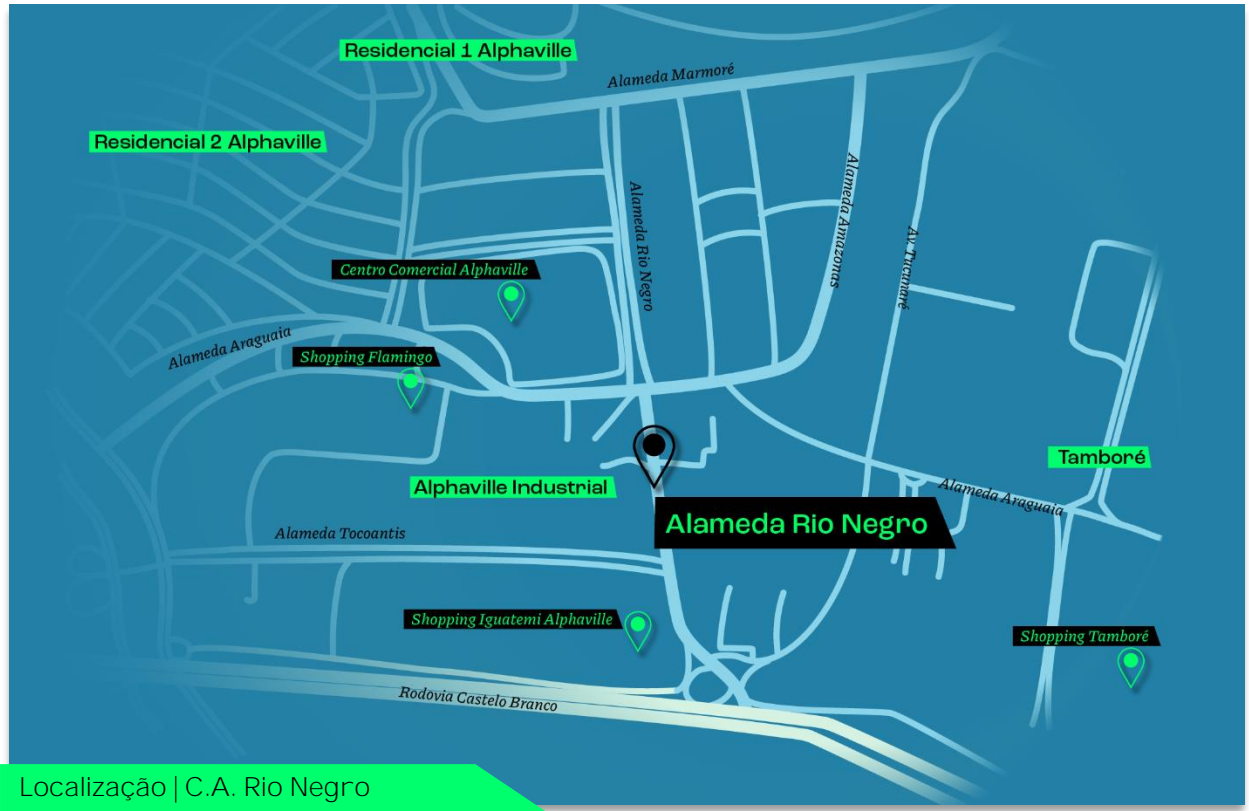 Residencial 1 Alphaville
Alameda Marmoré
Residencial 2 Alphaville
Alameda Rio Negro
Alameda Amazonas
Av. Tucumaré
Centro Comercial Alphaville
Alameda Araguaia
Shopping Flamingo
Tamboré
Alphaville Industrial
Alameda Araguaia
Alameda Rio Negro
Alameda Tocoantis
Shopping Iguatemi Alphaville
Shopping Tamboré
Rodovia Castelo Branco
Localização | C.A. Rio Negro